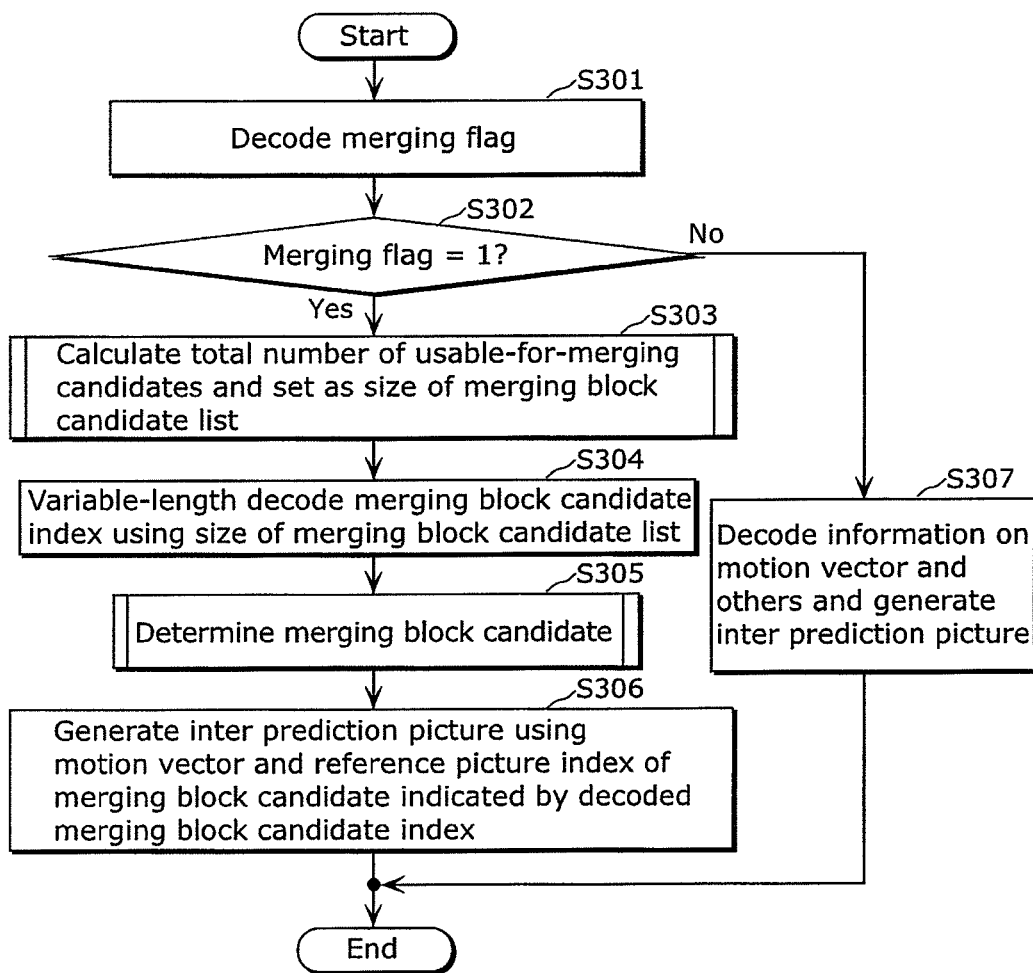 Start
S301
Decode merging flag
S302
Merging flag = 1?
No
Yes
S303
Calculate total number of usable-for-merging
candidates and set as size of merging block
candidate list
S304
Variable-length decode merging block candidate
index using size of merging block candidate list
S307
Decode information on
motion vector and
others and generate
inter prediction picture
S305
Determine merging block candidate
S306
Generate inter prediction picture using
motion vector and reference picture index of
merging block candidate indicated by decoded
merging block candidate index
End